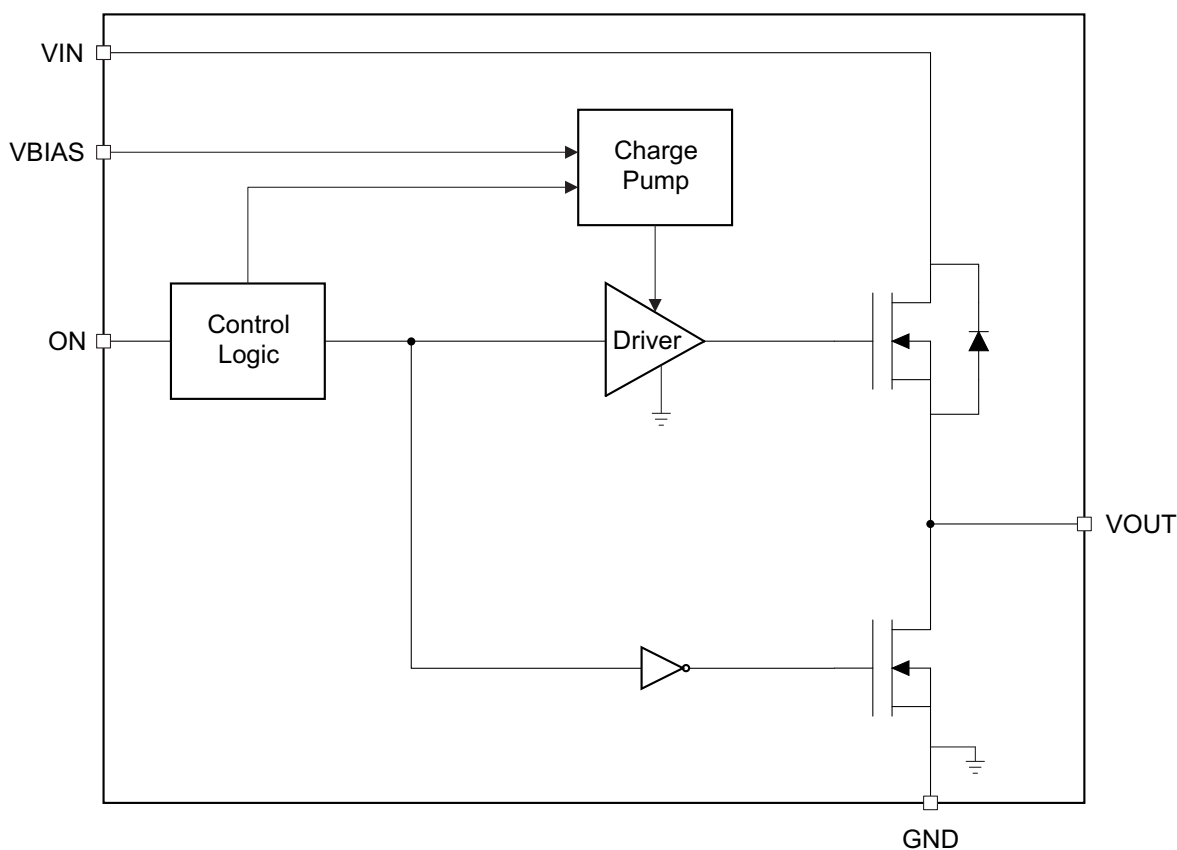 VIN
VBIAS
Charge
Pump
ON
Control
Logic
Driver
VOUT
GND